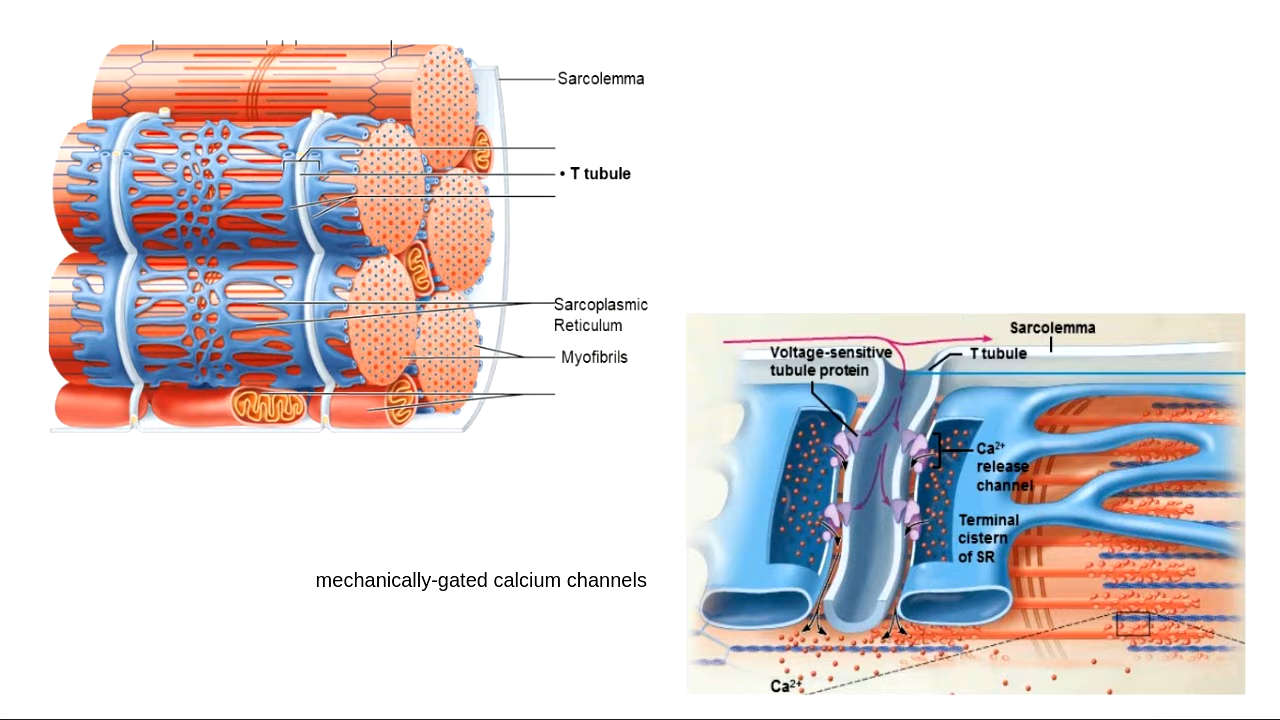 Sarcolemma
• T tubule
Sarcoplasmic
Reticulum
Myofibrils
mechanically-gated calcium channels
Sarcolemma
Voltage-sensitive
tubule protein
T tubule
Ca²⁺
release
channel
Terminal
cistern
of SR
Ca²⁺